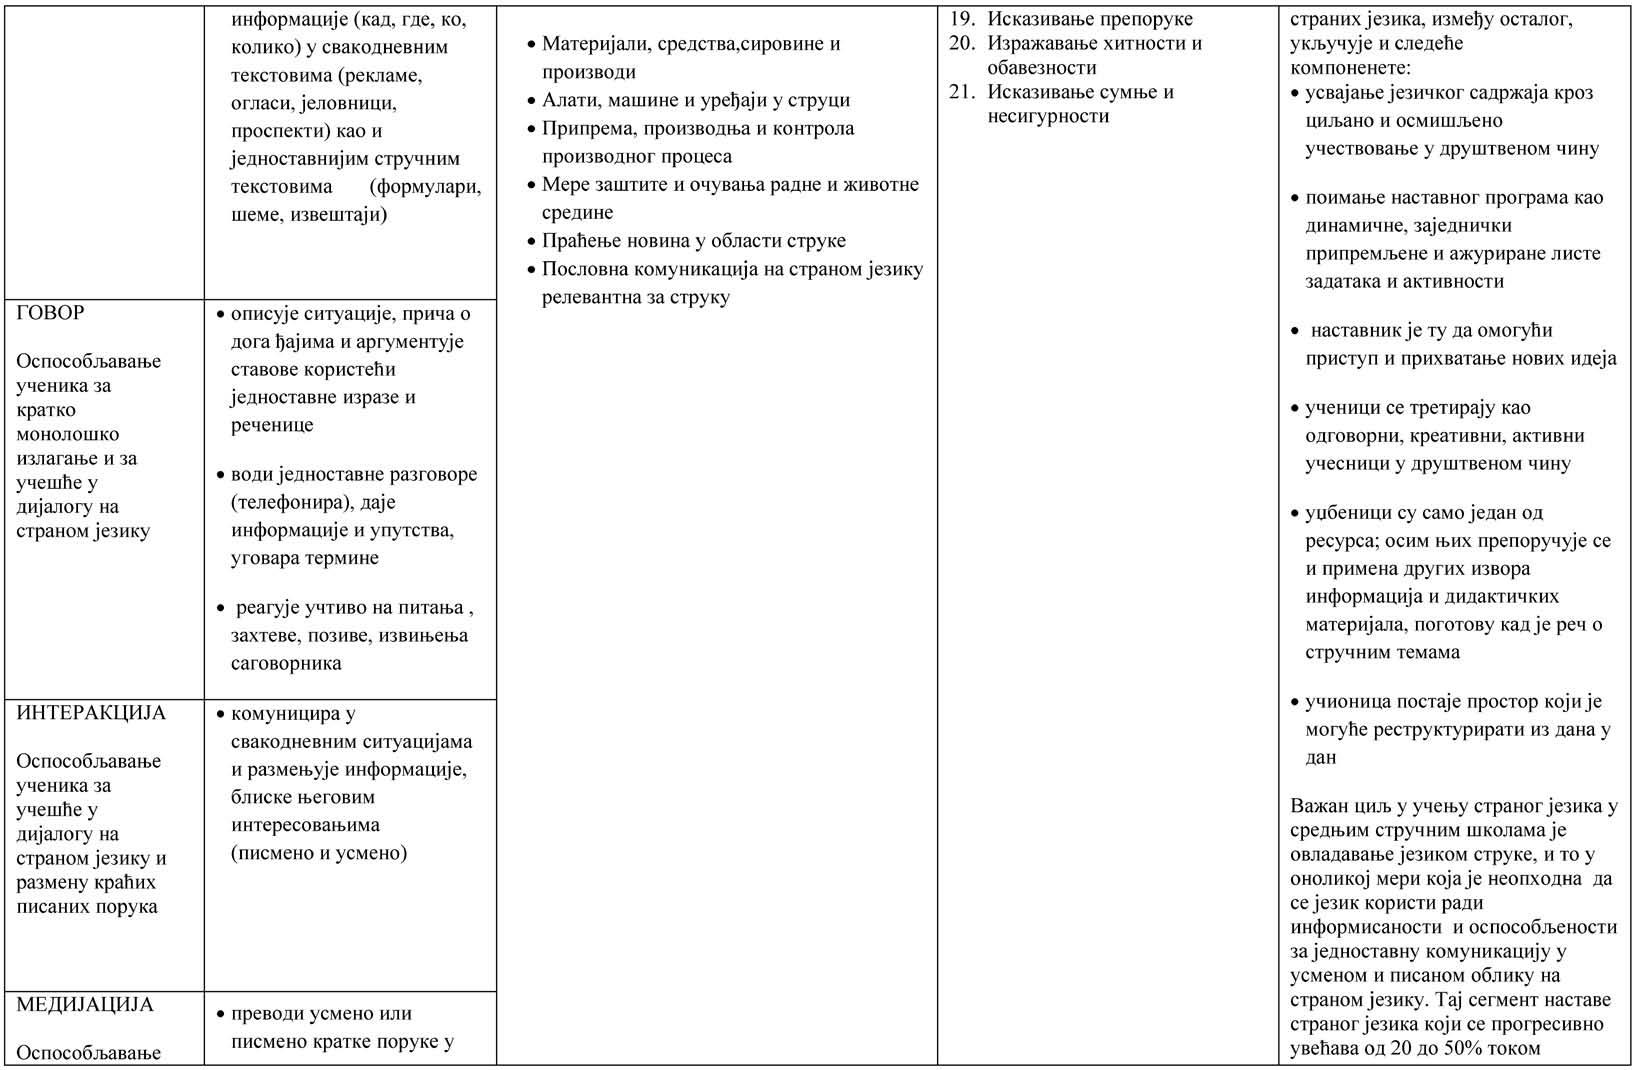 информације (кад, где, ко,
колико) у свакодневним
текстовима (рекламе,
огласи, јеловници,
проспекти) као и
једноставнијим стручним
текстовима (формулари,
шеме, извештаји)
• Материјали, средства,сировине и
производи
• Алати, машине и уређаји у струци
• Припрема, производња и контрола
производног процеса
• Мере заштите и очувања радне и животне
средине
• Праћење новина у области струке
• Пословна комуникација на страном језику
релевантна за струку
19. Исказивање препоруке
20. Изражавање хитности и
обавезности
21. Исказивање сумње и
несигурности
страних језика, између осталог,
укључује и следеће
компоненете:
• усвајање језичког садржаја кроз
циљано и осмишљено
учествовање у друштвеном чину
• поимање наставног програма као
динамичне, заједнички
припремљене и ажуриране листе
задатака и активности
• наставник је ту да омогући
приступ и прихватање нових идеја
• ученици се третирају као
одговорни, креативни, активни
учесници у друштвеном чину
• уџбеници су само један од
ресурса; осим њих препоручује се
и примена других извора
информација и дидактичких
материјала, поготову кад је реч о
стручним темама
• учионица постаје простор који је
могуће реструктурирати из дана у
дан
Важан циљ у учењу страног језика у
средњим стручним школама је
овладавање језиком струке, и то у
оноликој мери која је неопходна да
се језик користи ради
информисаности и оспособљености
за једноставну комуникацију у
усменом и писаном облику на
страном језику. Тај сегмент наставе
страног језика који се прогресивно
увећава од 20 до 50% током
ГОВОР
Оспособљавање
ученика за
кратко
монолошко
излагање и за
учешће у
дијалогу на
страном језику
• описује ситуације, прича о
дога ђајима и аргументује
ставове користећи
једноставне изразе и
реченице
• води једноставне разговоре
(телефонира), даје
информације и упутства,
уговара термине
• реагује учтиво на питања ,
захтеве, позиве, извињења
саговорника
ИНТЕРАКЦИЈА
Оспособљавање
ученика за
учешће у
дијалогу на
страном језику и
размену краћих
писаних порука
• комуницира у
свакодневним ситуацијама
и размењује информације,
блиске његовим
интересовањима
(писмено и усмено)
МЕДИЈАЦИЈА
Оспособљавање
• преводи усмено или
писмено кратке поруке у